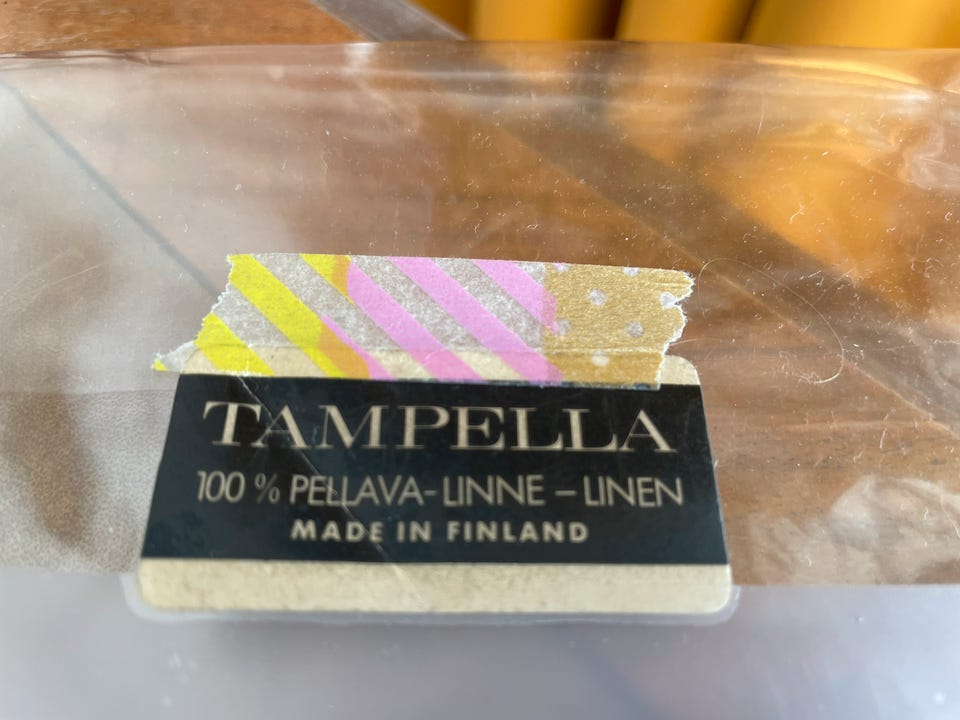 TAMPELLA
100 % PELLAVA - LINNE – LINEN
MADE IN FINLAND